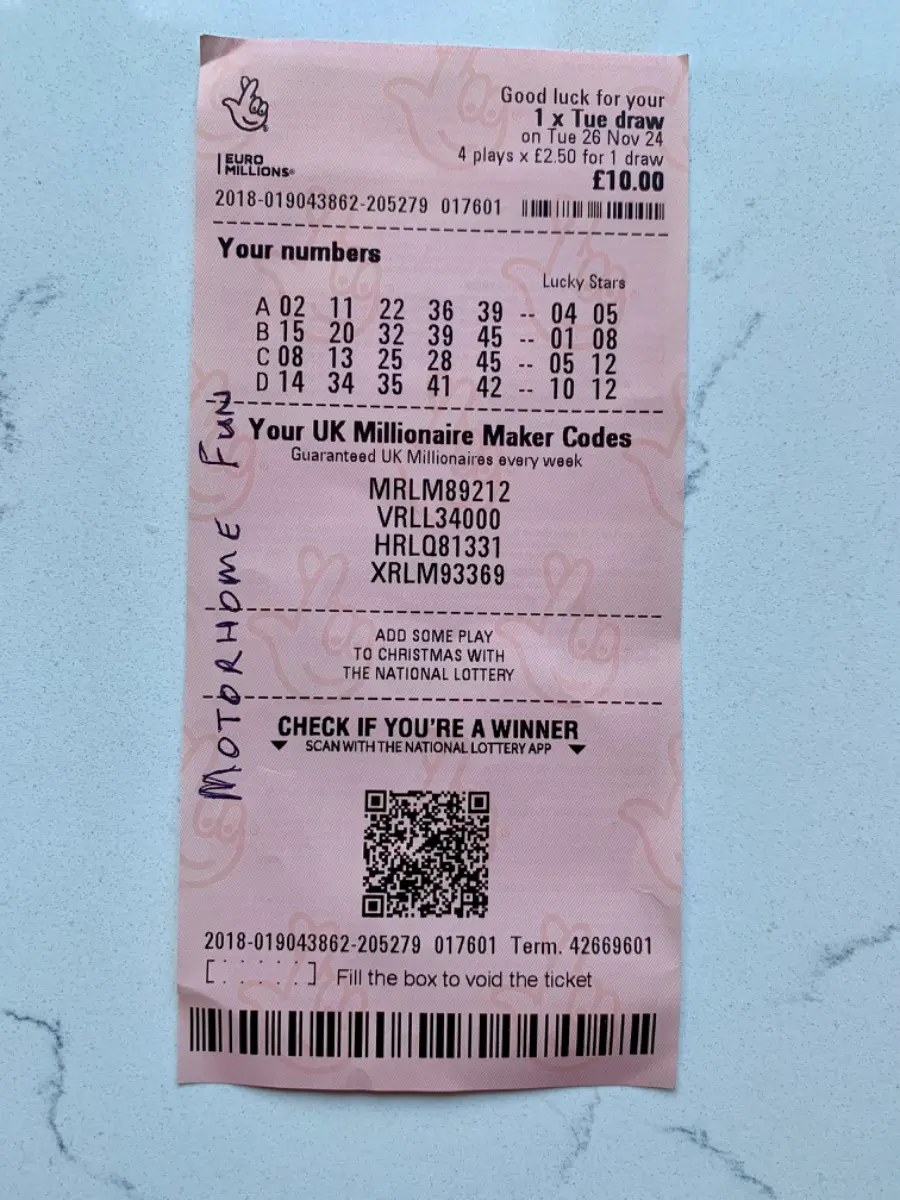 Good luck for your
1 x Tue draw
on Tue 26 Nov 24
4 plays x £2.50 for 1 draw
£10.00
EURO
MILLIONS®
2018-019043862-205279 017601
Your numbers
Lucky Stars
A 02 11 22 36 39 -- 04 05
B 15 20 32 39 45 -- 01 08
C 08 13 25 28 45 -- 05 12
D 14 34 35 41 42 -- 10 12
Your UK Millionaire Maker Codes
Guaranteed UK Millionaires every week
MRLM89212
VRLL34000
HRLQ81331
XRLM93369
MOTORHOME FUN
ADD SOME PLAY
TO CHRISTMAS WITH
THE NATIONAL LOTTERY
CHECK IF YOU'RE A WINNER
SCAN WITH THE NATIONAL LOTTERY APP
2018-019043862-205279 017601 Term. 42669601
[. . . . . .] Fill the box to void the ticket